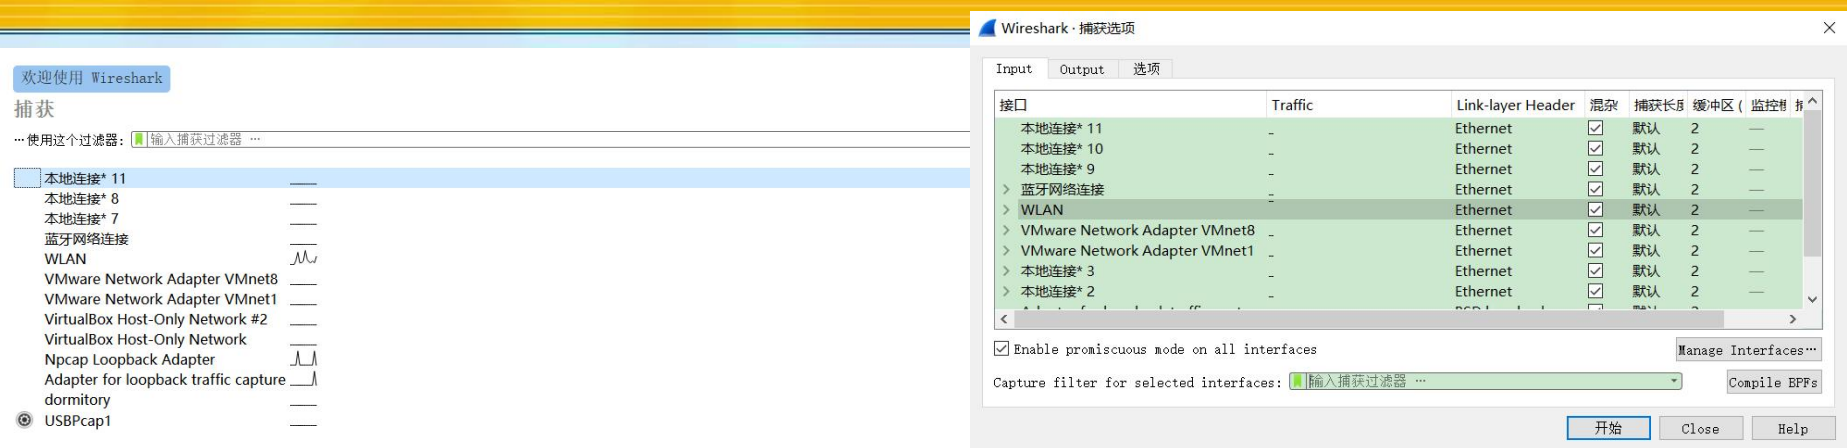 欢迎使用 Wireshark
捕获
…使用这个过滤器: 输入捕获过滤器 …
本地连接* 11
本地连接* 8
本地连接* 7
蓝牙网络连接
WLAN
VMware Network Adapter VMnet8
VMware Network Adapter VMnet1
VirtualBox Host-Only Network #2
VirtualBox Host-Only Network
Npcap Loopback Adapter
Adapter for loopback traffic capture
dormitory
USBPcap1
Wireshark · 捕获选项
Input Output 选项
接口 Traffic Link-layer Header 混杂 捕获长度 缓冲区 ( 监控模
本地连接* 11 Ethernet 默认 2 —
本地连接* 10 Ethernet 默认 2 —
本地连接* 9 Ethernet 默认 2 —
蓝牙网络连接 Ethernet 默认 2 —
WLAN Ethernet 默认 2 —
VMware Network Adapter VMnet8 Ethernet 默认 2 —
VMware Network Adapter VMnet1 Ethernet 默认 2 —
本地连接* 3 Ethernet 默认 2 —
本地连接* 2 Ethernet 默认 2 —
Enable promiscuous mode on all interfaces Manage Interfaces…
Capture filter for selected interfaces: 输入捕获过滤器 … Compile BPFs
开始 Close Help